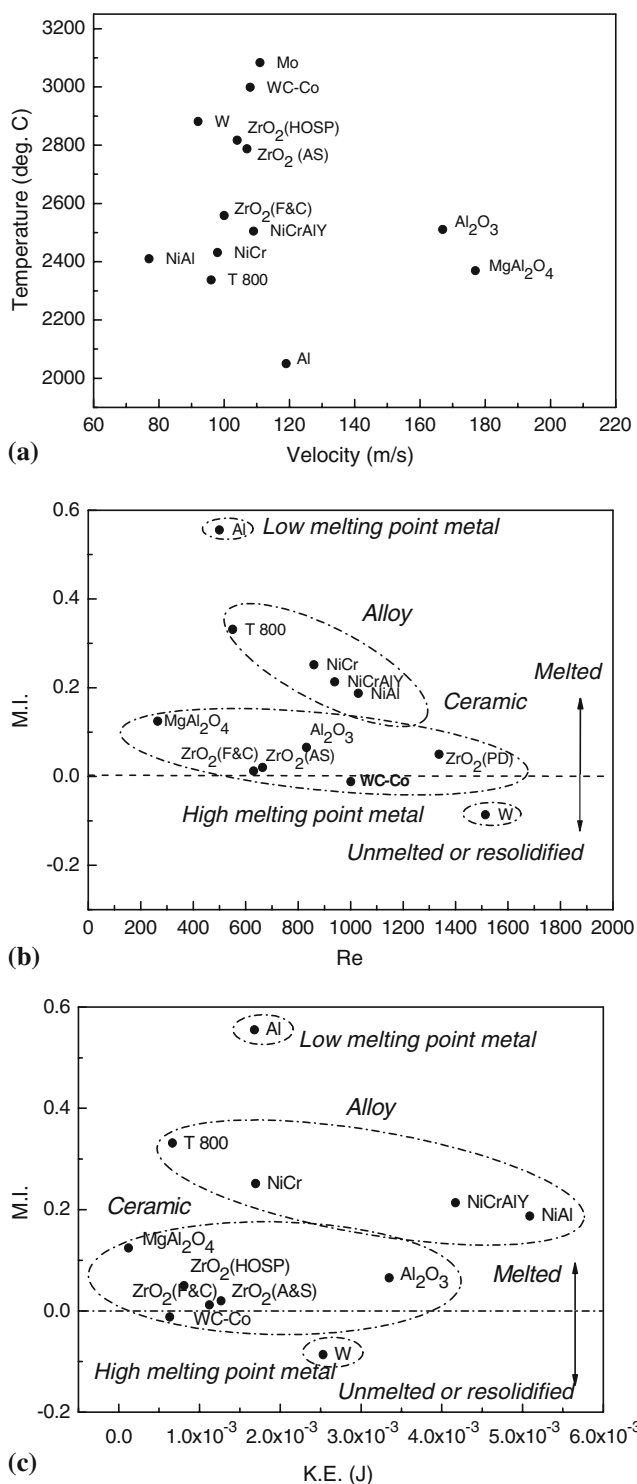 3200
3000
2800
2600
2400
2200
2000
Temperature (deg. C)
Mo
WC-Co
W
ZrO2(HOSP)
ZrO2 (AS)
ZrO2(F&C)
NiCrAlY
Al2O3
NiAl
NiCr
MgAl2O4
T 800
Al
60 80 100 120 140 160 180 200 220
Velocity (m/s)
(a)
0.6
0.4
0.2
0.0
-0.2
M.I.
Al
Low melting point metal
Alloy
T 800
NiCr
NiCrAlY
NiAl
Melted
Ceramic
MgAl2O4
Al2O3
ZrO2(F&C)
ZrO2(AS)
ZrO2(PD)
WC-Co
High melting point metal
W
Unmelted or resolidified
0 200 400 600 800 1000 1200 1400 1600 1800 2000
Re
(b)
0.6
0.4
0.2
0.0
-0.2
M.I.
Al
Low melting point metal
Alloy
T 800
NiCr
NiCrAlY
NiAl
Ceramic
MgAl2O4
ZrO2(HOSP)
Al2O3
Melted
ZrO2(F&C)
ZrO2(A&S)
WC-Co
High melting point metal
W
Unmelted or resolidified
0.0 1.0x10-3 2.0x10-3 3.0x10-3 4.0x10-3 5.0x10-3 6.0x10-3
K.E. (J)
(c)